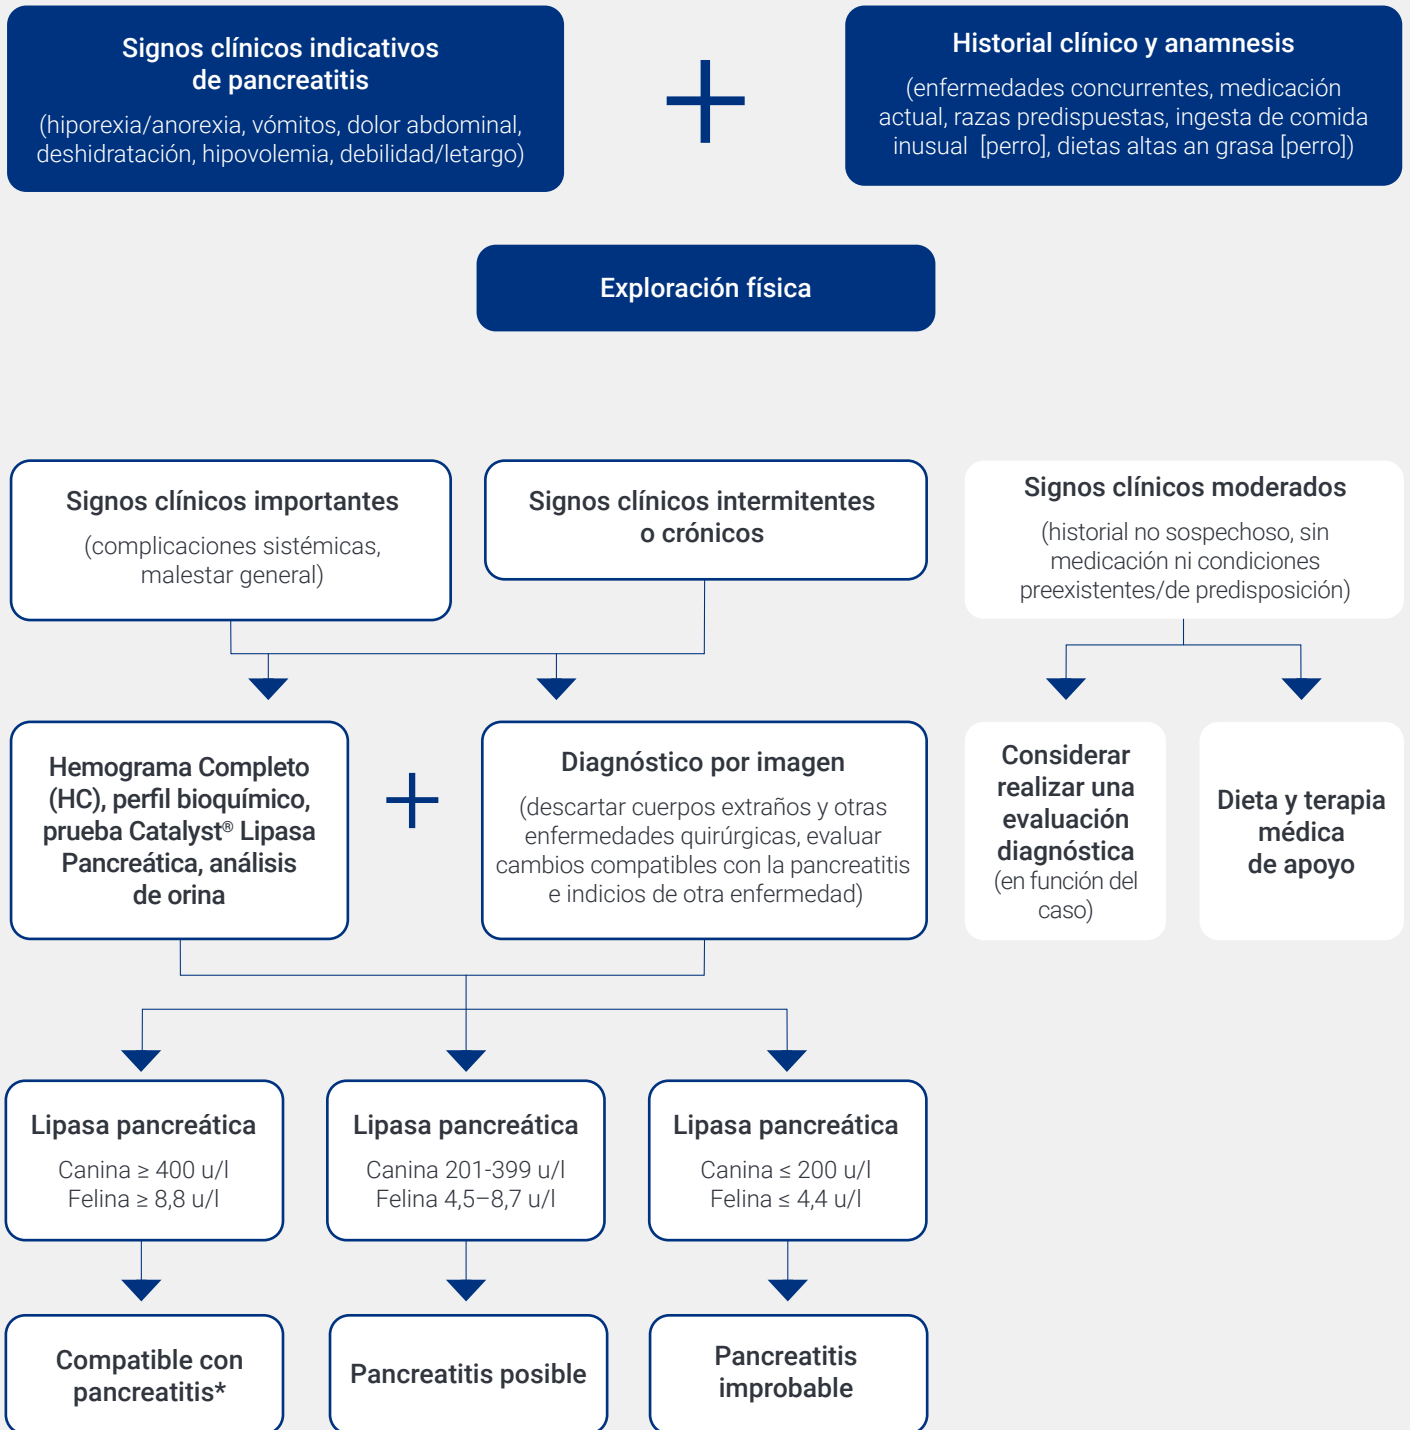 Signos clínicos indicativos
de pancreatitis
(hiporexia/anorexia, vómitos, dolor abdominal,
deshidratación, hipovolemia, debilidad/letargo)
+
Historial clínico y anamnesis
(enfermedades concurrentes, medicación
actual, razas predispuestas, ingesta de comida
inusual [perro], dietas altas an grasa [perro])
Exploración física
Signos clínicos importantes
(complicaciones sistémicas,
malestar general)
Signos clínicos intermitentes
o crónicos
Signos clínicos moderados
(historial no sospechoso, sin
medicación ni condiciones
preexistentes/de predisposición)
Hemograma Completo
(HC), perfil bioquímico,
prueba Catalyst® Lipasa
Pancreática, análisis
de orina
+
Diagnóstico por imagen
(descartar cuerpos extraños y otras
enfermedades quirúrgicas, evaluar
cambios compatibles con la pancreatitis
e indicios de otra enfermedad)
Considerar
realizar una
evaluación
diagnóstica
(en función del
caso)
Dieta y terapia
médica
de apoyo
Lipasa pancreática
Canina ≥ 400 u/l
Felina ≥ 8,8 u/l
Lipasa pancreática
Canina 201-399 u/l
Felina 4,5–8,7 u/l
Lipasa pancreática
Canina ≤ 200 u/l
Felina ≤ 4,4 u/l
Compatible con
pancreatitis*
Pancreatitis posible
Pancreatitis
improbable